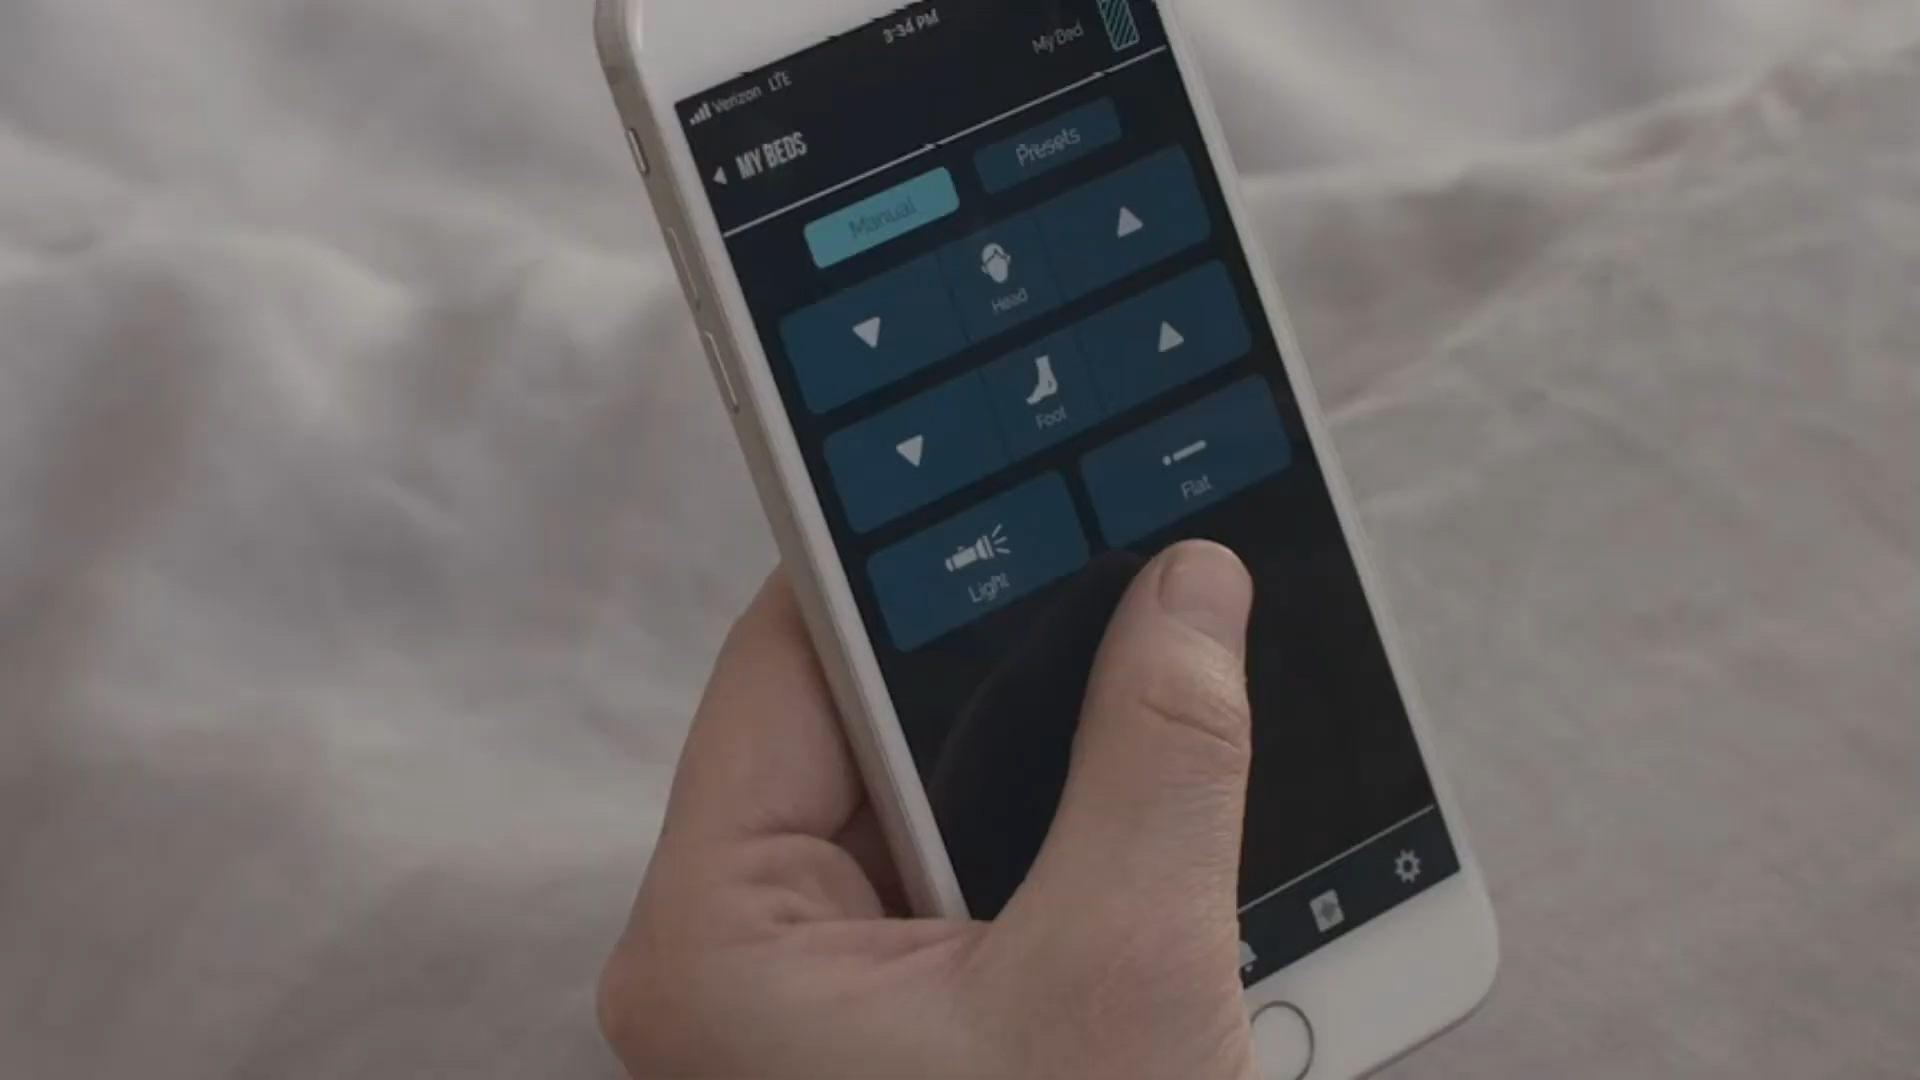 Verizon LTE
3:34 PM
MY BEDS
My Bed
Manual
Presets
Head
Foot
Light
Flat